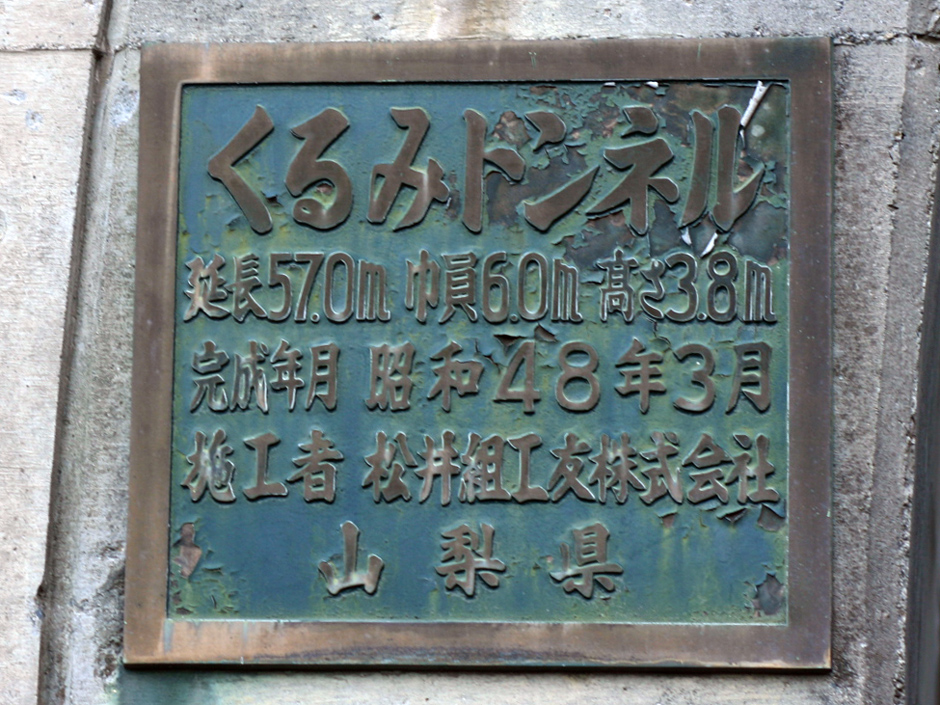 くるみトンネル
延長57.0m 巾員6.0m 高さ3.8m
完成年月 昭和48年3月
施工者 松井組工友株式会社
山梨県